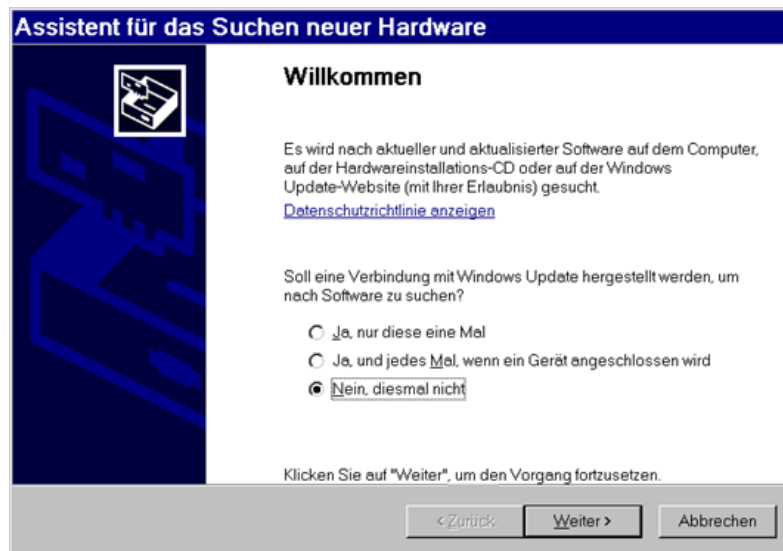 Assistent für das Suchen neuer Hardware
Willkommen
Es wird nach aktueller und aktualisierter Software auf dem Computer,
auf der Hardwareinstallations-CD oder auf der Windows
Update-Website (mit Ihrer Erlaubnis) gesucht.
Datenschutzrichtlinie anzeigen
Soll eine Verbindung mit Windows Update hergestellt werden, um
nach Software zu suchen?
Ja, nur diese eine Mal
Ja, und jedes Mal, wenn ein Gerät angeschlossen wird
Nein, diesmal nicht
Klicken Sie auf "Weiter", um den Vorgang fortzusetzen.
< Zurück Weiter > Abbrechen